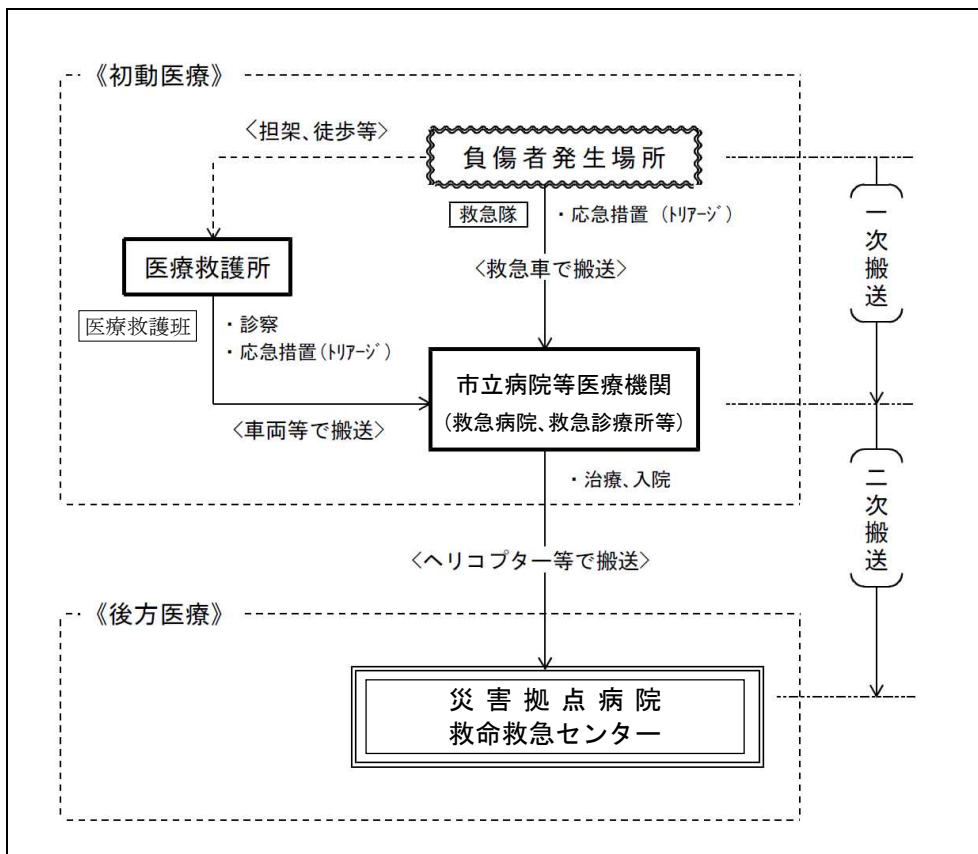 《初動医療》
<担架、徒歩等>
負傷者発生場所
救急隊
・応急措置 (ﾄﾘｱｰｼﾞ)
一次搬送
医療救護所
<救急車で搬送>
医療救護班
・診察
・応急措置(ﾄﾘｱｰｼﾞ)
市立病院等医療機関
(救急病院、救急診療所等)
<車両等で搬送>
・治療、入院
二次搬送
<ヘリコプター等で搬送>
《後方医療》
災害拠点病院
救命救急センター